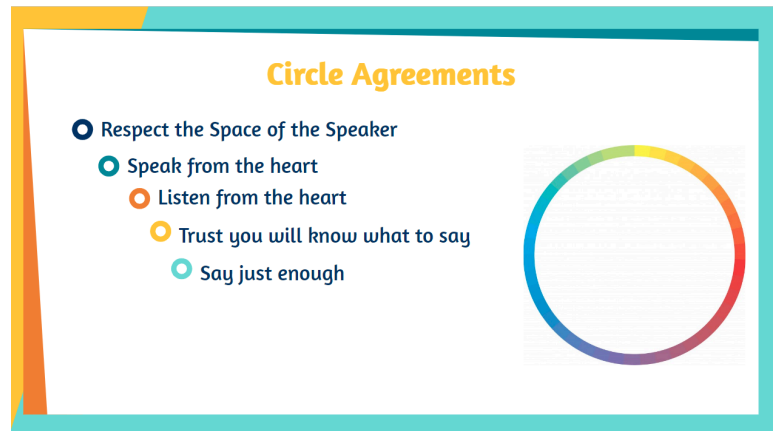 Circle Agreements
Respect the Space of the Speaker
Speak from the heart
Listen from the heart
Trust you will know what to say
Say just enough